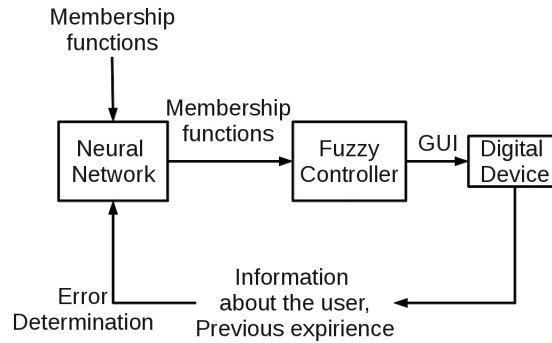 Membership
functions
Neural
Network
Membership
functions
Fuzzy
Controller
GUI
Digital
Device
Error
Determination
Information
about the user,
Previous expirience